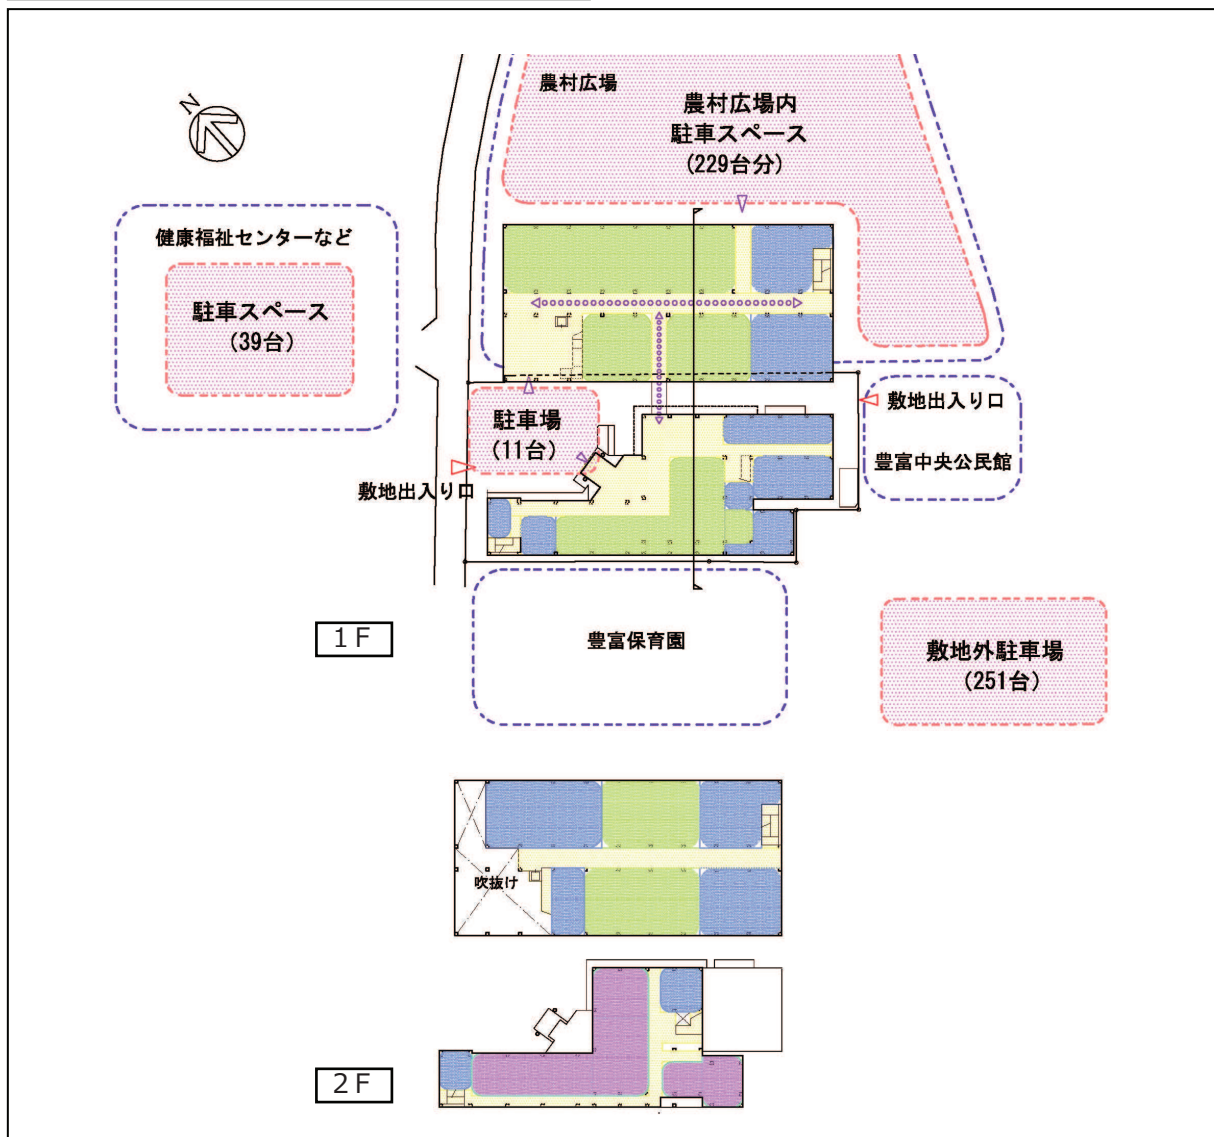 農村広場
農村広場内
駐車スペース
(229台分)
N
健康福祉センターなど
駐車スペース
(39台)
駐車場
(11台)
敷地出入り口
敷地出入り口
豊富中央公民館
1F
豊富保育園
敷地外駐車場
(251台)
吹抜け
2F